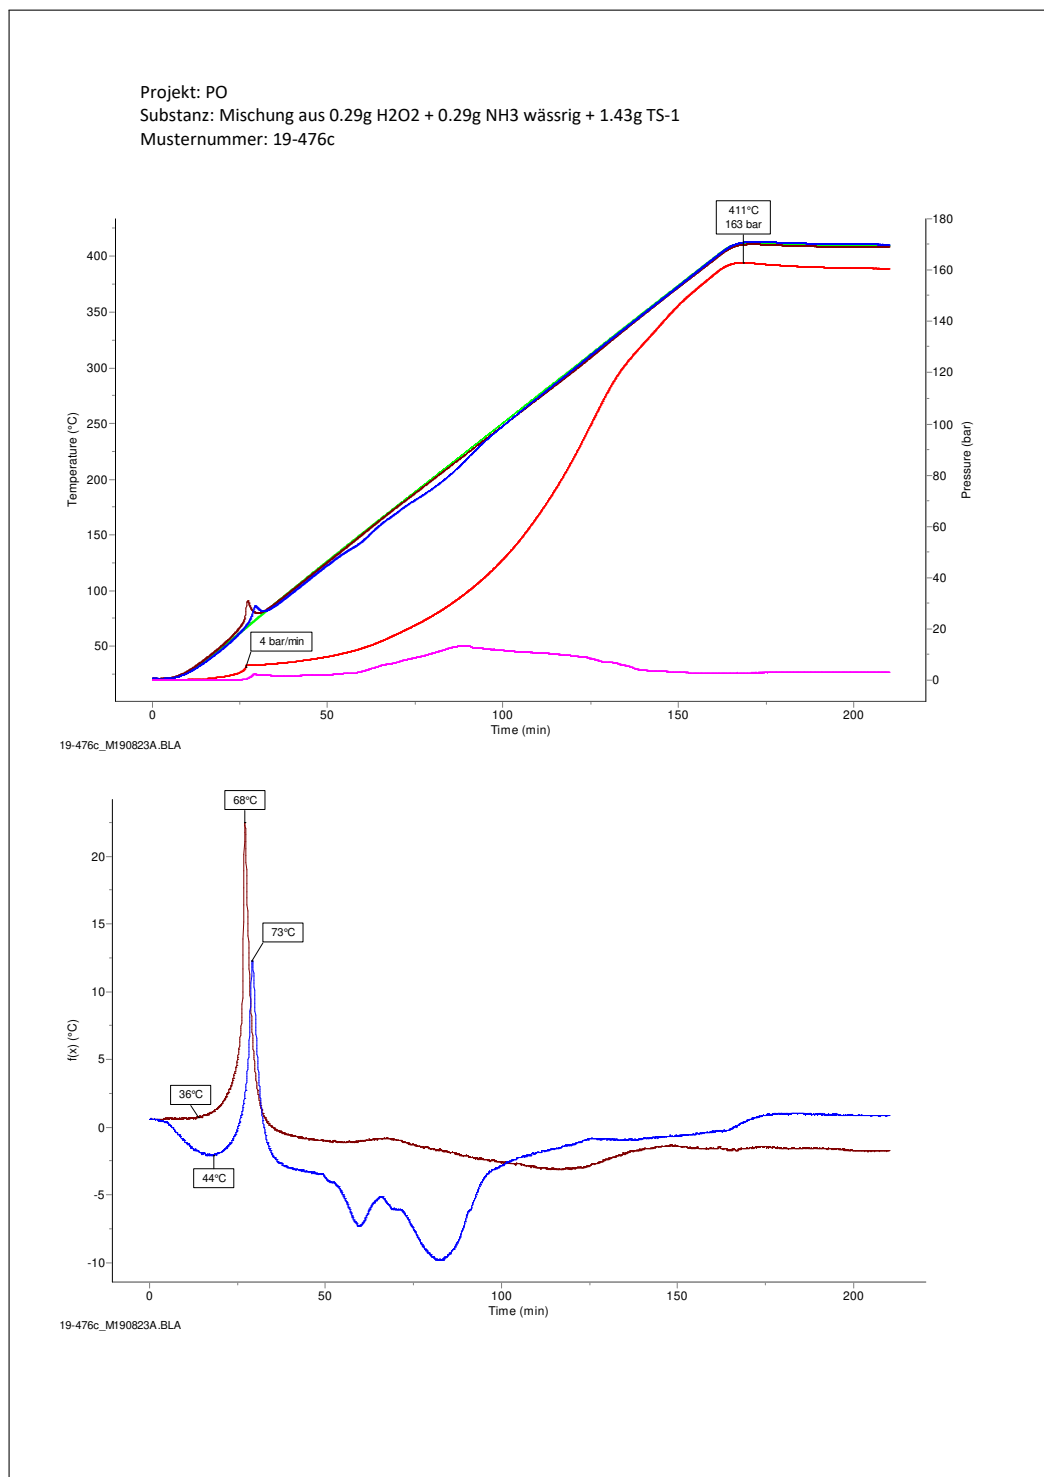 Projekt: PO
Substanz: Mischung aus 0.29g H2O2 + 0.29g NH3 wässrig + 1.43g TS-1
Musternummer: 19-476c
411°C
163 bar
180
160
140
120
100
80
60
40
20
0
Pressure (bar)
400
350
300
250
200
150
100
50
Temperature (°C)
4 bar/min
0
50
100
150
200
Time (min)
19-476c_M190823A.BLA
68°C
73°C
36°C
44°C
20
15
10
5
0
-5
-10
f(x) (°C)
0
50
100
150
200
Time (min)
19-476c_M190823A.BLA